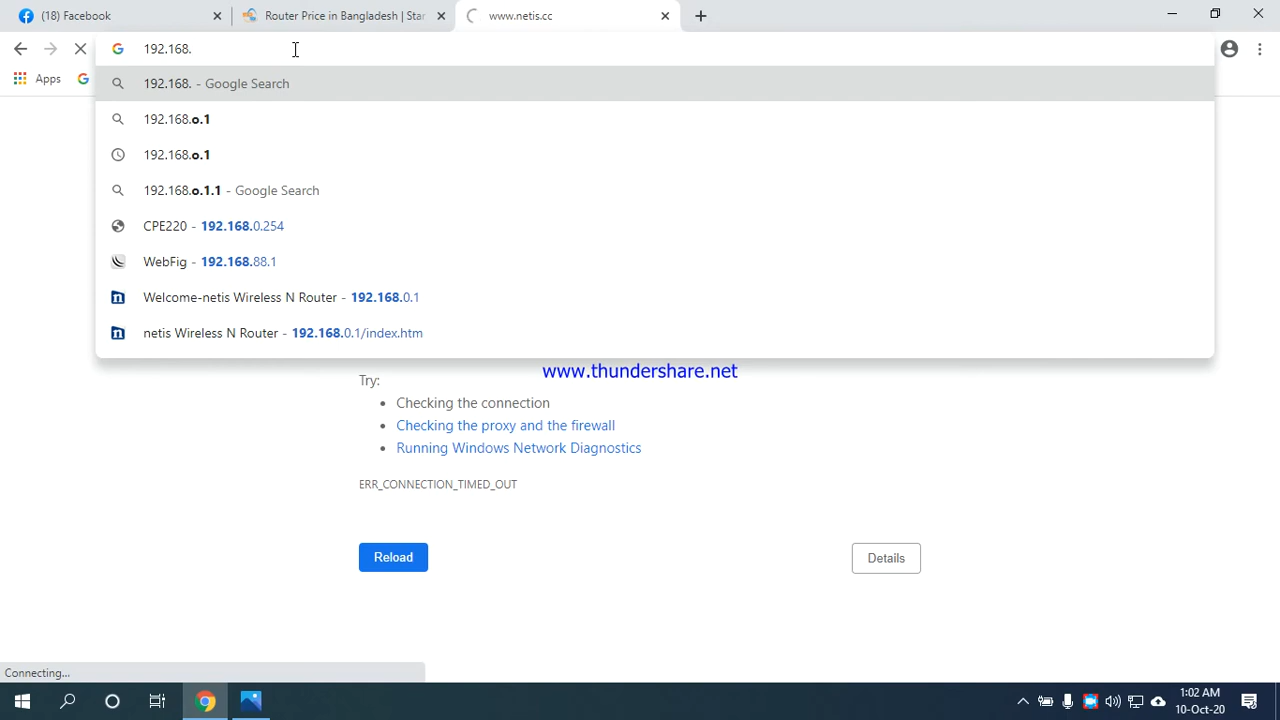 (18) Facebook
Router Price in Bangladesh | Star
www.netis.cc
192.168.
Apps
192.168. - Google Search
192.168.o.1
192.168.o.1
192.168.o.1.1 - Google Search
CPE220 - 192.168.0.254
WebFig - 192.168.88.1
Welcome-netis Wireless N Router - 192.168.0.1
netis Wireless N Router - 192.168.0.1/index.htm
www.thundershare.net
Try:
Checking the connection
Checking the proxy and the firewall
Running Windows Network Diagnostics
ERR_CONNECTION_TIMED_OUT
Reload
Details
Connecting...
1:02 AM
10-Oct-20